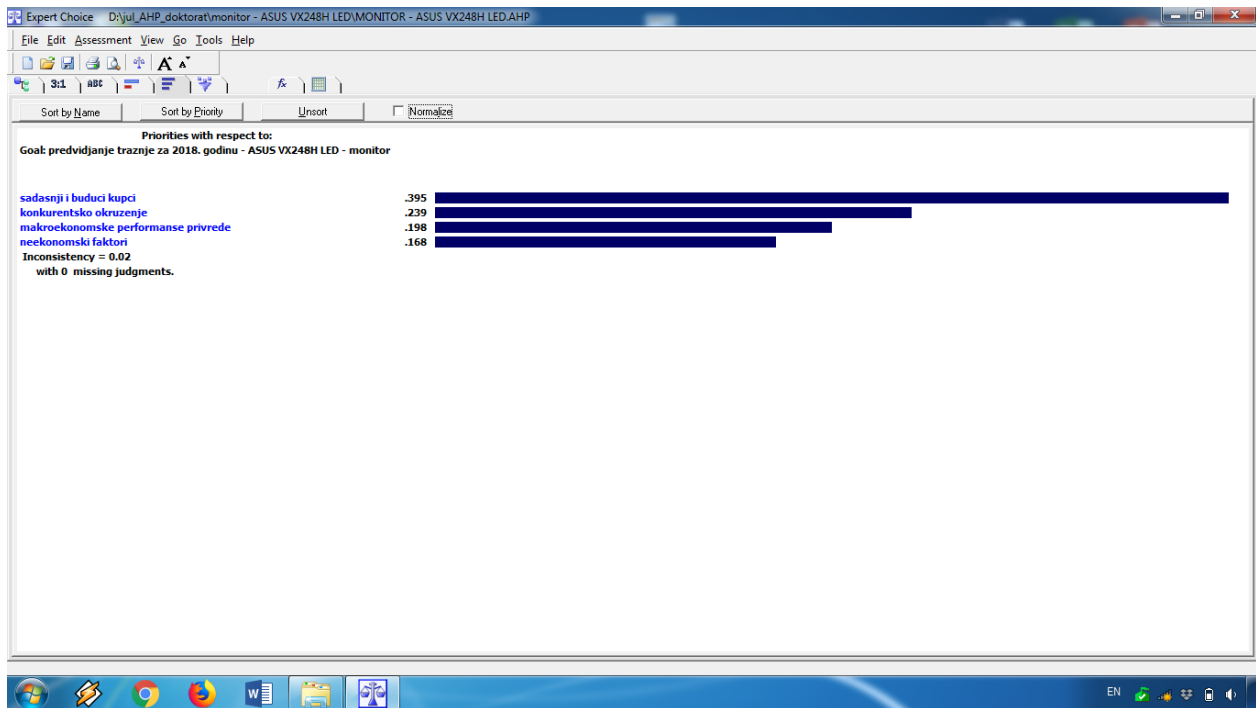 Expert Choice D:\jul_AHP_doktorat\monitor - ASUS VX248H LED\MONITOR - ASUS VX248H LED.AHP
File Edit Assessment View Go Tools Help
A A
3:1 ABC fx
Sort by Name Sort by Priority Unsort Normalize
Priorities with respect to:
Goal: predvidjanje traznje za 2018. godinu - ASUS VX248H LED - monitor
sadasnji i buduci kupci .395
konkurentsko okruzenje .239
makroekonomske performanse privrede .198
neekonomski faktori .168
Inconsistency = 0.02
with 0 missing judgments.
W EN